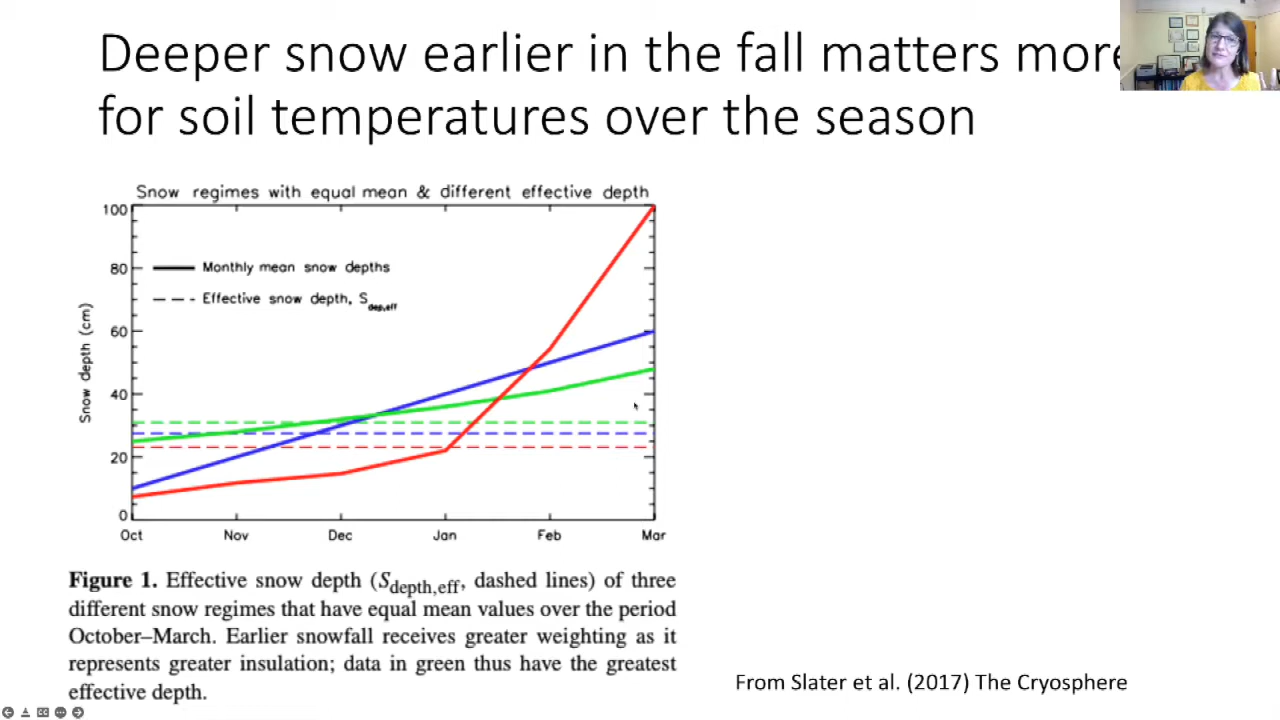 Deeper snow earlier in the fall matters more
for soil temperatures over the season
Snow regimes with equal mean & different effective depth
100
80
60
40
20
0
Snow depth (cm)
Monthly mean snow depths
Effective snow depth, Sdep,eff
Oct Nov Dec Jan Feb Mar
Figure 1. Effective snow depth (Sdepth,eff, dashed lines) of three
different snow regimes that have equal mean values over the period
October–March. Earlier snowfall receives greater weighting as it
represents greater insulation; data in green thus have the greatest
effective depth.
From Slater et al. (2017) The Cryosphere